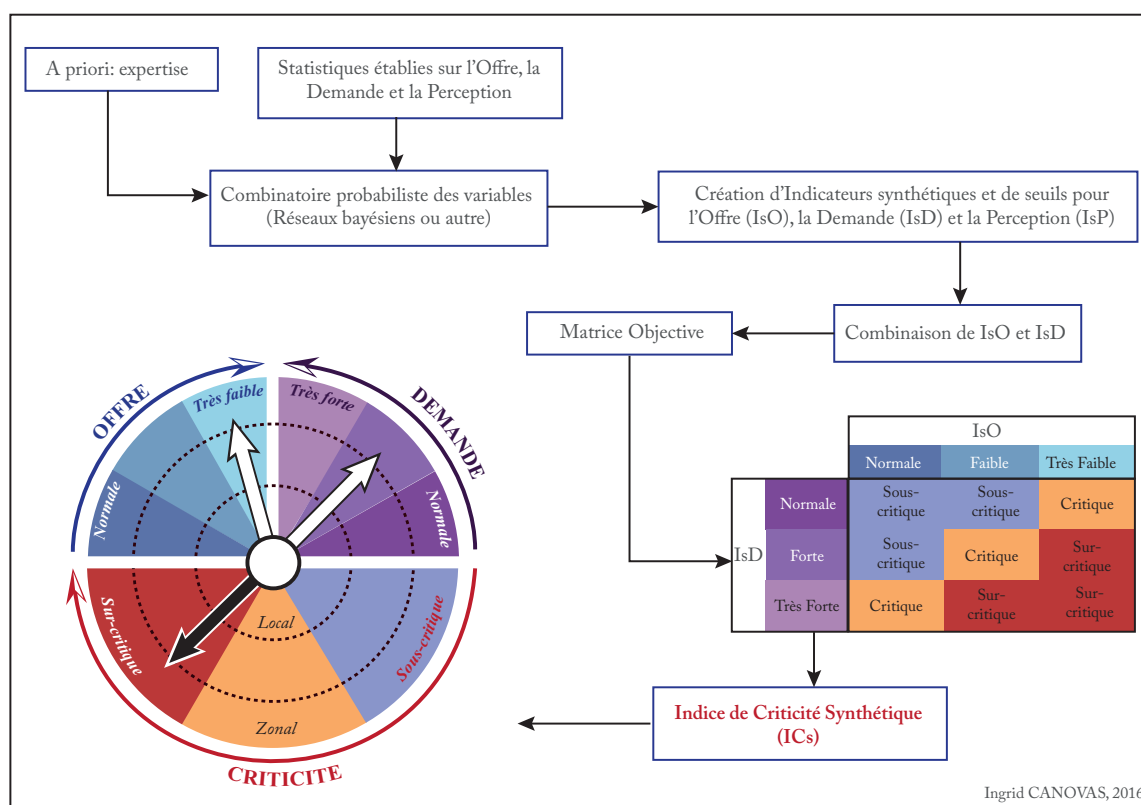 A priori: expertise
Statistiques établies sur l'Offre, la
Demande et la Perception
Combinatoire probabiliste des variables
(Réseaux bayésiens ou autre)
Création d'Indicateurs synthétiques et de seuils pour
l'Offre (IsO), la Demande (IsD) et la Perception (IsP)
Matrice Objective
Combinaison de IsO et IsD
OFFRE
Normale
Très faible
DEMANDE
Très forte
Normale
Sur-critique
Local
Zonal
Sous-critique
CRITICITE
IsO
Normale
Faible
Très Faible
IsD
Normale
Sous-
critique
Sous-
critique
Critique
Forte
Sous-
critique
Critique
Sur-
critique
Très Forte
Critique
Sur-
critique
Sur-
critique
Indice de Criticité Synthétique
(ICs)
Ingrid CANOVAS, 2016